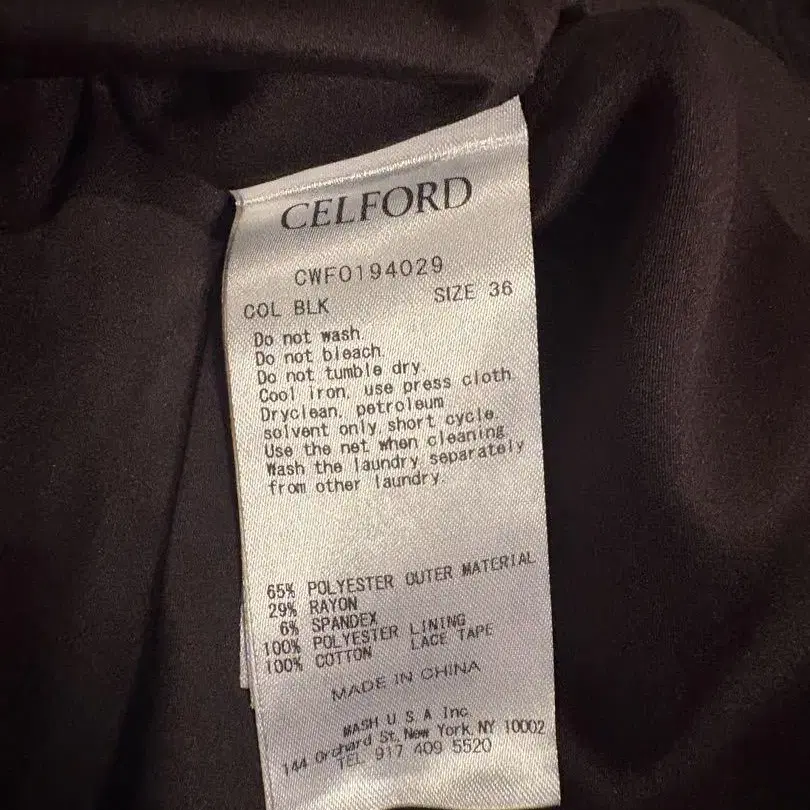 CELFORD
CWF0194029
COL BLK SIZE 36
Do not wash.
Do not bleach.
Do not tumble dry.
Cool iron, use press cloth.
Dryclean, petroleum
solvent only, short cycle.
Use the net when cleaning.
Wash the laundry separately
from other laundry.
65% POLYESTER OUTER MATERIAL
29% RAYON
6% SPANDEX
100% POLYESTER LINING
100% COTTON LACE TAPE
MADE IN CHINA
MASH U S A Inc.
144 Orchard St, New York, NY 10002
TEL 917 409 5520